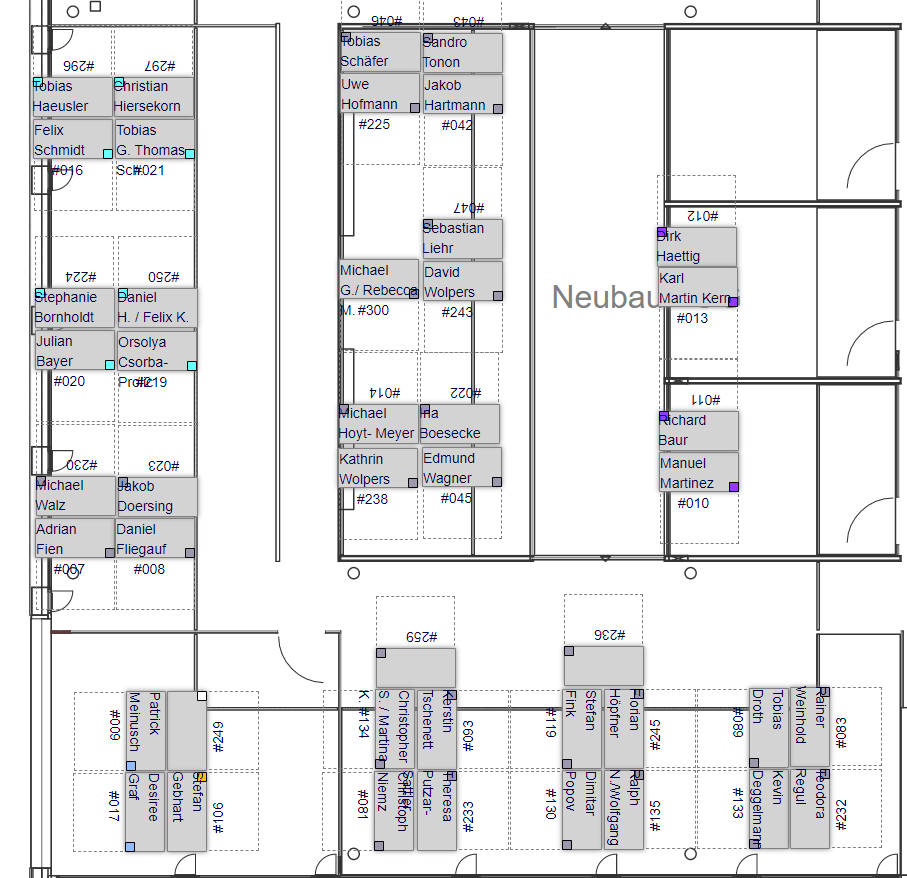 #046
#043
Tobias
Schäfer
Sandro
Tonon
Uwe
Hofmann
#225
Jakob
Hartmann
#042
#296
#297
Tobias
Haeusler
Christian
Hiersekorn
Felix
Schmidt
#016
Tobias
G. Thomas
#021
#047
Sebastian
Liehr
Michael
G./ Rebecca
M. #300
David
Wolpers
#243
Neubau
#012
Dirk
Haettig
Karl
Martin Kern
#013
#224
#250
Stephanie
Bornholdt
Daniel
H. / Felix K.
Julian
Bayer
#020
Orsolya
Csorba-
#219
#014
#022
Michael
Hoyt- Meyer
Ina
Boesecke
Kathrin
Wolpers
#238
Edmund
Wagner
#045
#011
Richard
Baur
Manuel
Martinez
#010
#230
#023
Michael
Walz
Jakob
Doersing
Adrian
Fien
#007
Daniel
Fliegauf
#008
#259
#236
Patrick
Meinusch
#009
#249
Desiree
Graf
#017
Stefan
Gebhart
#106
Christopher
S. / Martina
K. #134
Kerstin
Tschenett
#093
Christoph
Niemz
#081
Theresa
Putzar-
Sattler
#233
Stefan
Fink
#119
Florian
Höpfner
#245
Dimitar
Popov
#130
Ralph
N./Wolfgang
#135
Tobias
Droth
#089
Rainer
Weinhold
#083
Kevin
Deggelmann
#133
Teodora
Regul
#232